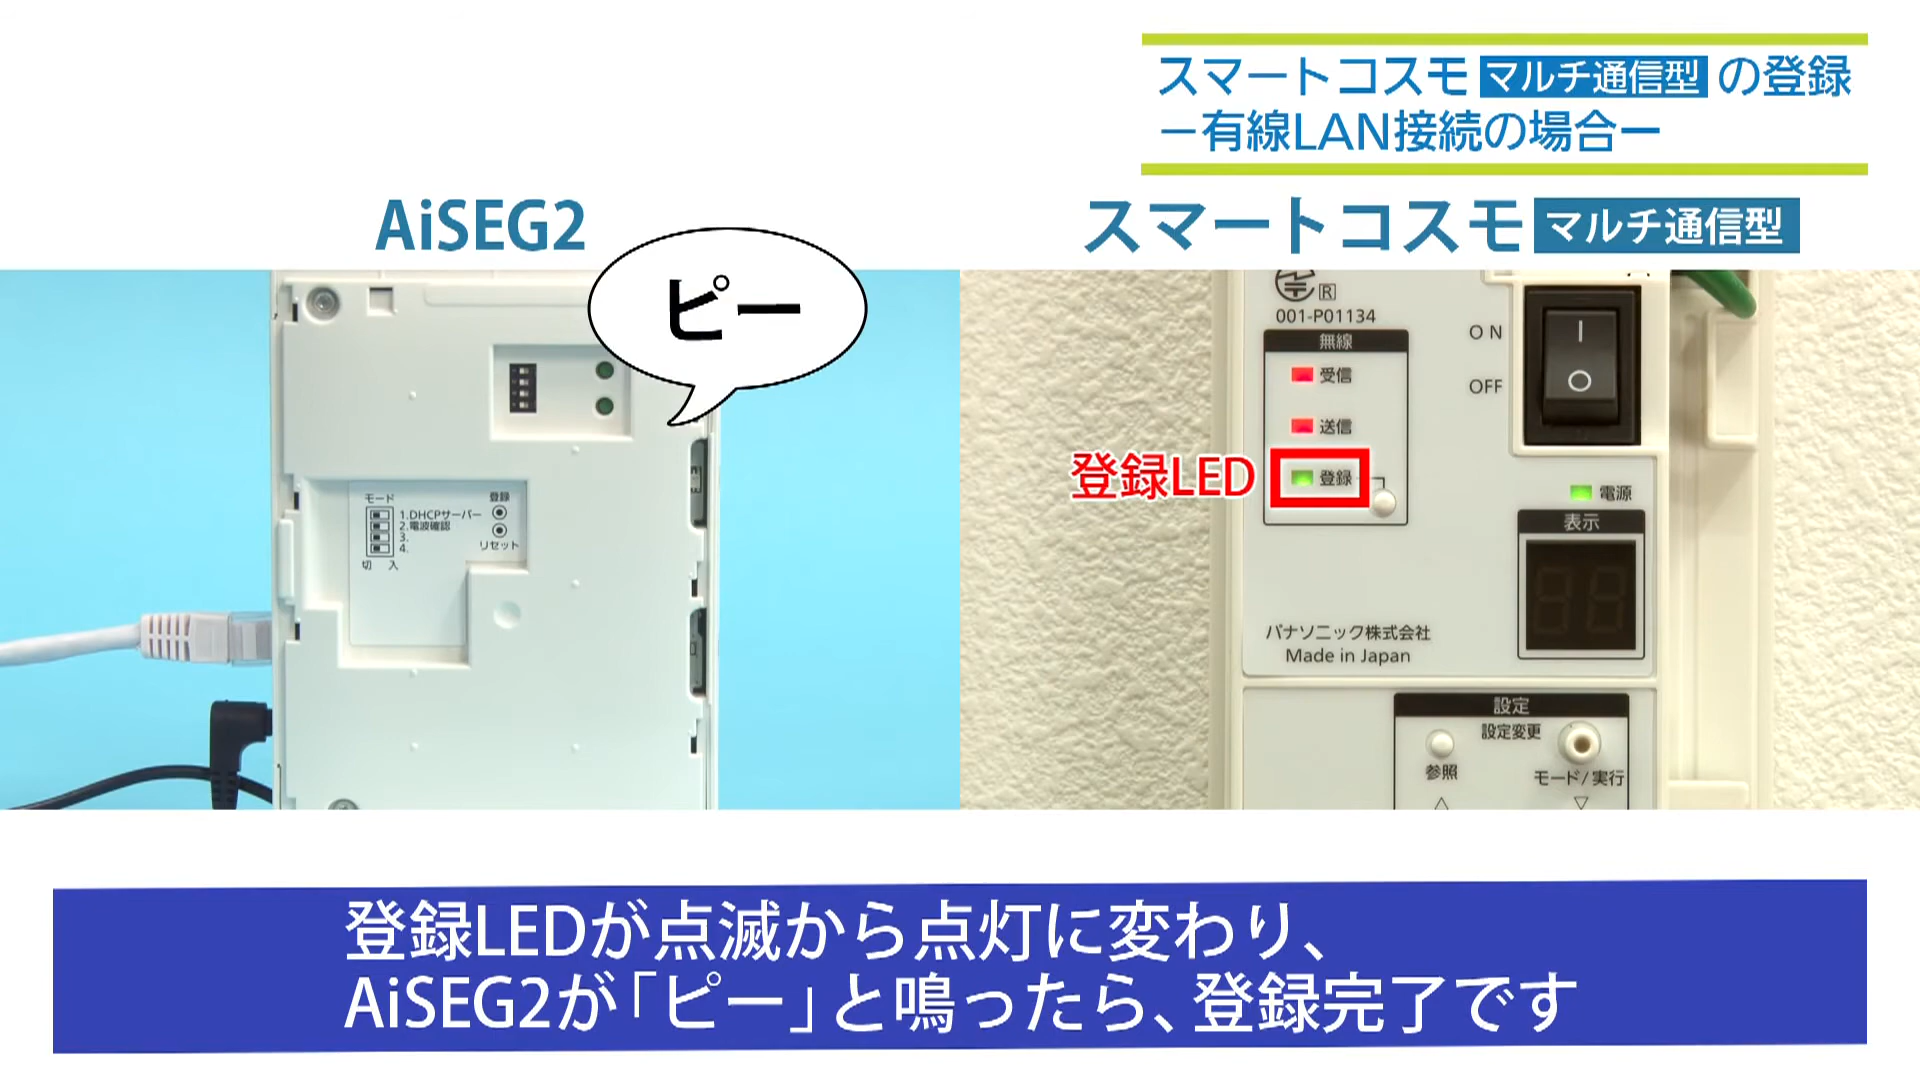 スマートコスモ マルチ通信型 の登録
－有線LAN接続の場合－
AiSEG2
スマートコスモ マルチ通信型
ピー
モード
登録
1.DHCPサーバー
2.電波確認
3.
4.
リセット
切 入
R
001-P01134
無線
受信
送信
登録
登録LED
ON
OFF
電源
表示
パナソニック株式会社
Made in Japan
設定
設定変更
参照
モード/実行
登録LEDが点滅から点灯に変わり、
AiSEG2が「ピー」と鳴ったら、登録完了です